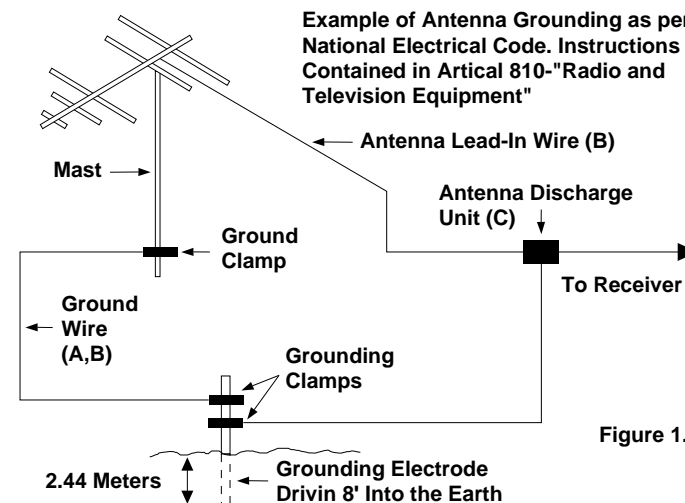 Example of Antenna Grounding as per
National Electrical Code. Instructions
Contained in Artical 810-"Radio and
Television Equipment"
Antenna Lead-In Wire (B)
Mast
Antenna Discharge
Unit (C)
Ground
Clamp
To Receiver
Ground
Wire
(A,B)
Grounding
Clamps
Figure 1.
2.44 Meters
Grounding Electrode
Drivin 8' Into the Earth